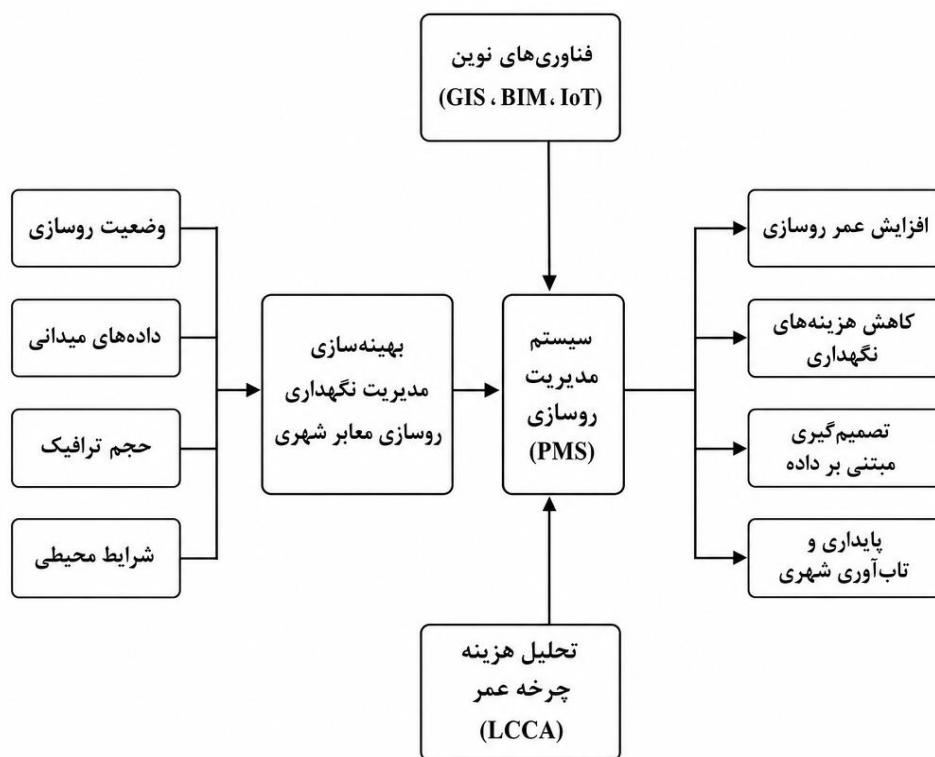 فناوری‌های نوین
(GIS ، BIM ، IoT)
وضعیت روسازی
داده‌های میدانی
حجم ترافیک
شرایط محیطی
بهینه‌سازی
مدیریت نگهداری
روسازی معابر شهری
سیستم
مدیریت
روسازی
(PMS)
افزایش عمر روسازی
کاهش هزینه‌های
نگهداری
تصمیم‌گیری
مبتنی بر داده
پایداری و
تاب‌آوری شهری
تحلیل هزینه
چرخه عمر
(LCCA)